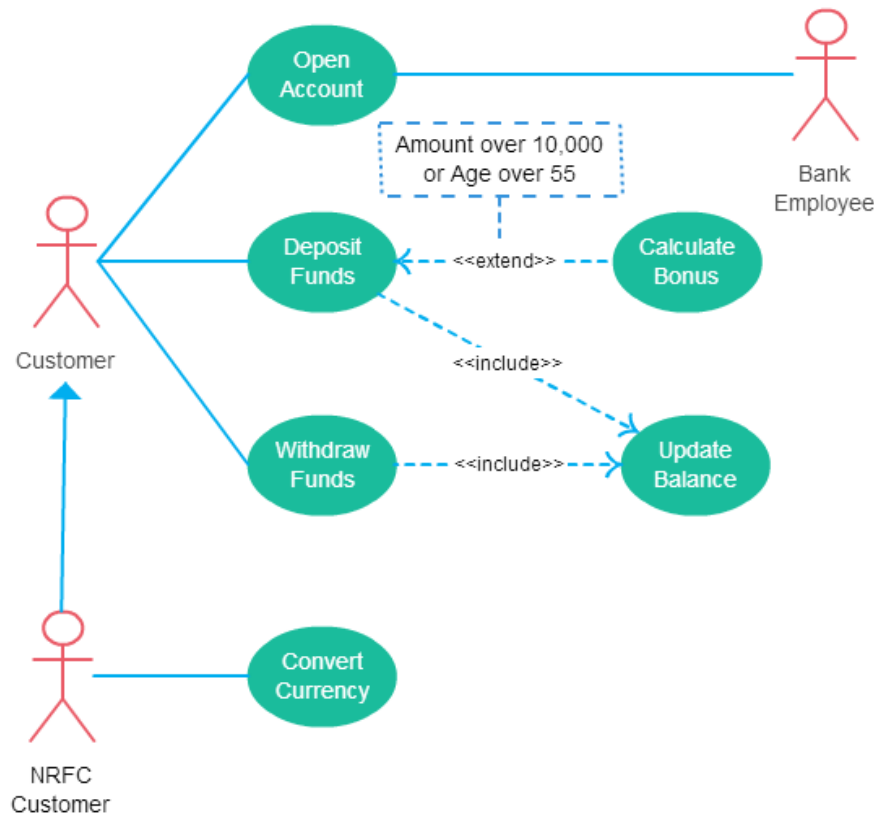 Open
Account
Bank
Employee
Amount over 10,000
or Age over 55
Customer
Deposit
Funds
<<extend>>
Calculate
Bonus
<<include>>
Withdraw
Funds
<<include>>
Update
Balance
NRFC
Customer
Convert
Currency